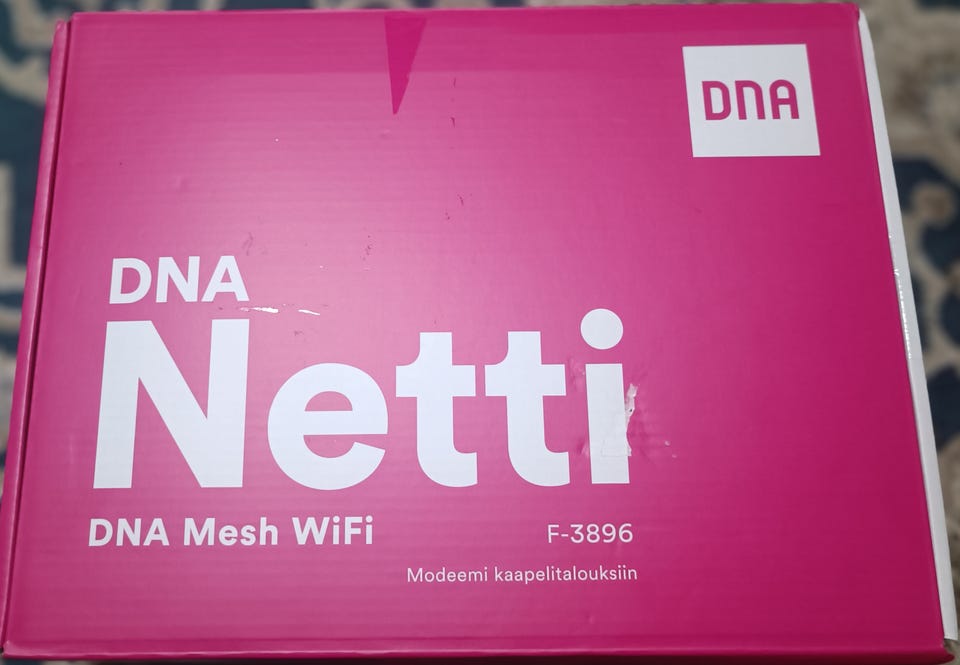 DNA
DNA
Netti
DNA Mesh WiFi
F-3896
Modeemi kaapelitalouksiin